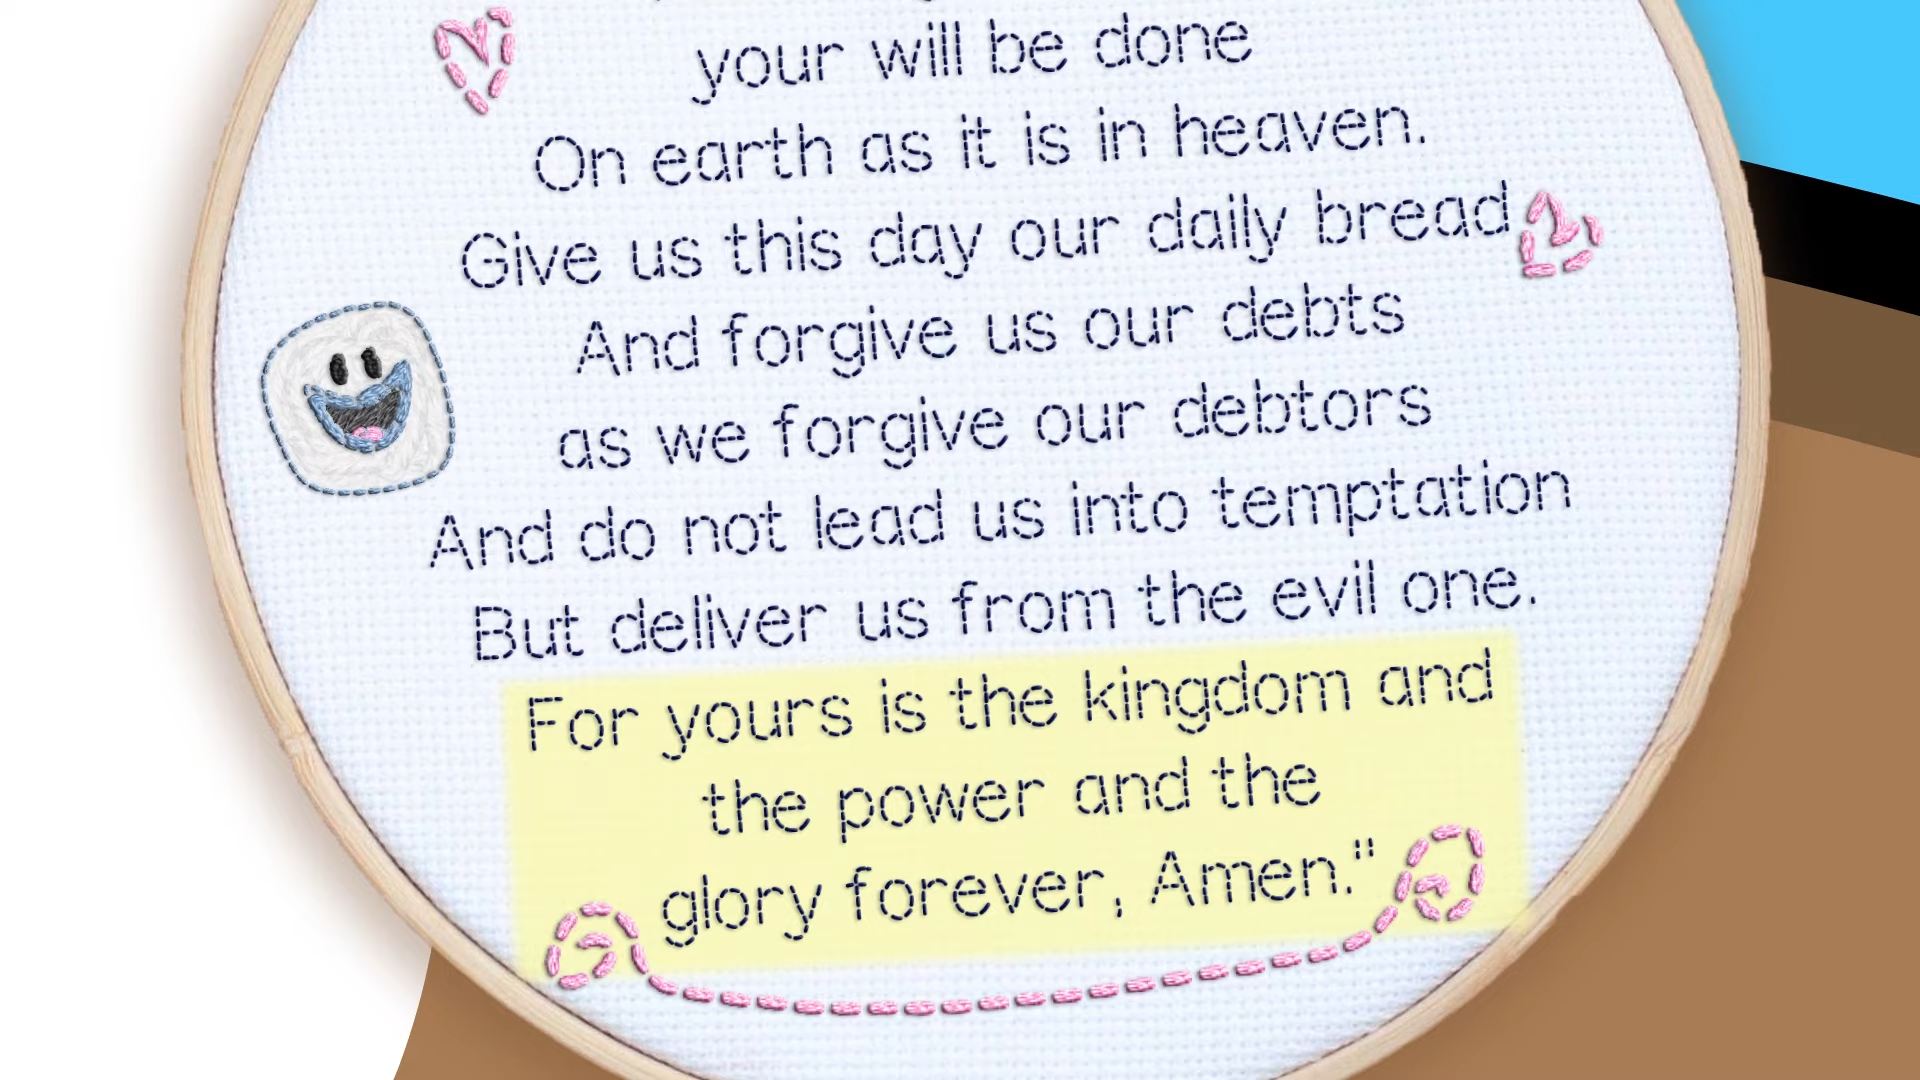 your will be done
On earth as it is in heaven.
Give us this day our daily bread
And forgive us our debts
as we forgive our debtors
And do not lead us into temptation
But deliver us from the evil one.
For yours is the kingdom and
the power and the
glory forever, Amen."